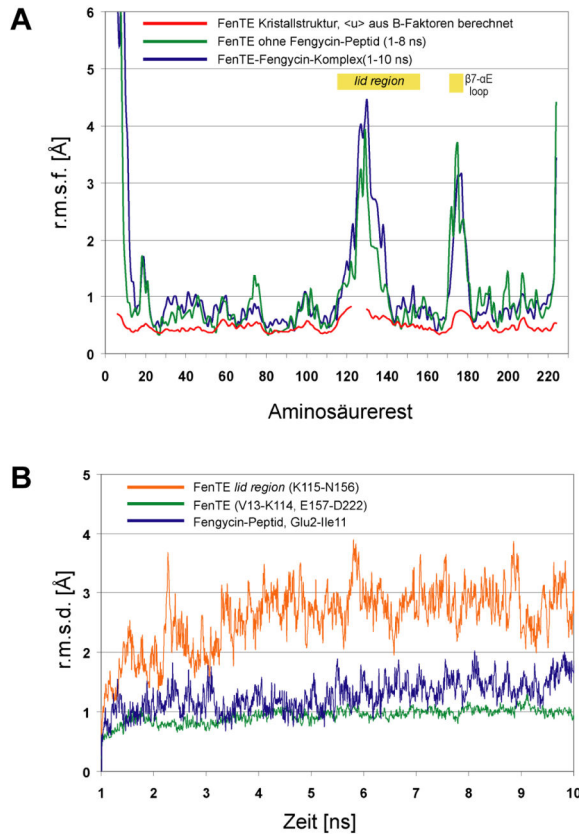 A
FenTE Kristallstruktur, <u> aus B-Faktoren berechnet
FenTE ohne Fengycin-Peptid (1-8 ns)
FenTE-Fengycin-Komplex(1-10 ns)
lid region
β7-αE
loop
r.m.s.f. [Å]
6
5
4
3
2
1
0
0 20 40 60 80 100 120 140 160 180 200 220
Aminosäurerest
B
FenTE lid region (K115-N156)
FenTE (V13-K114, E157-D222)
Fengycin-Peptid, Glu2-Ile11
r.m.s.d. [Å]
5
4
3
2
1
0
1 2 3 4 5 6 7 8 9 10
Zeit [ns]